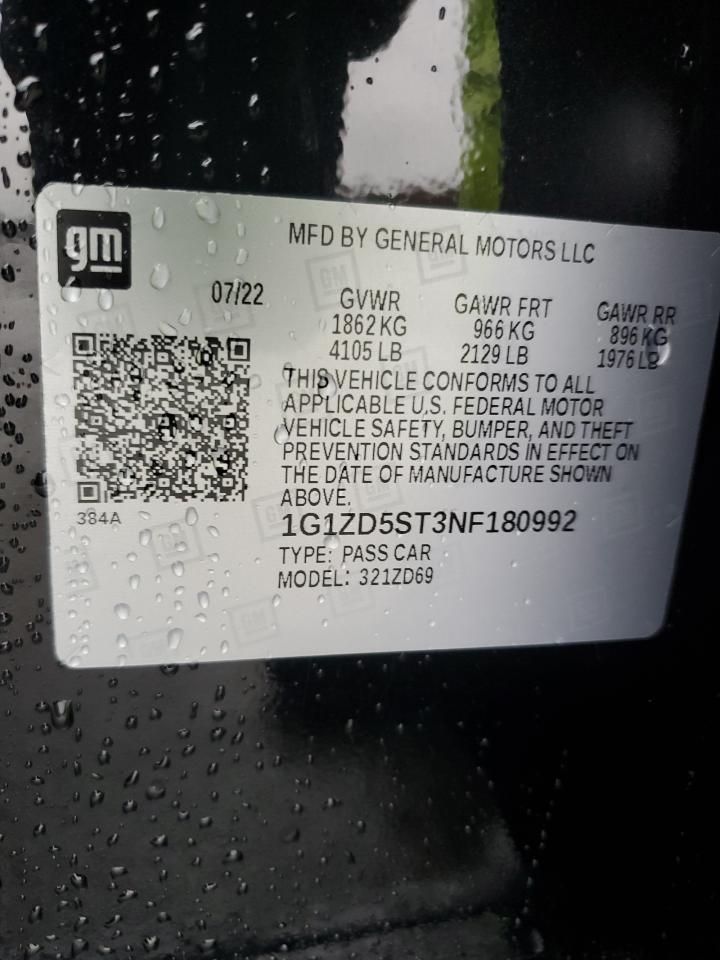 gm
MFD BY GENERAL MOTORS LLC
07/22
GVWR GAWR FRT GAWR RR
1862 KG 966 KG 896 KG
4105 LB 2129 LB 1976 LB
THIS VEHICLE CONFORMS TO ALL
APPLICABLE U.S. FEDERAL MOTOR
VEHICLE SAFETY, BUMPER, AND THEFT
PREVENTION STANDARDS IN EFFECT ON
THE DATE OF MANUFACTURE SHOWN
ABOVE.
384A
1G1ZD5ST3NF180992
TYPE: PASS CAR
MODEL: 321ZD69